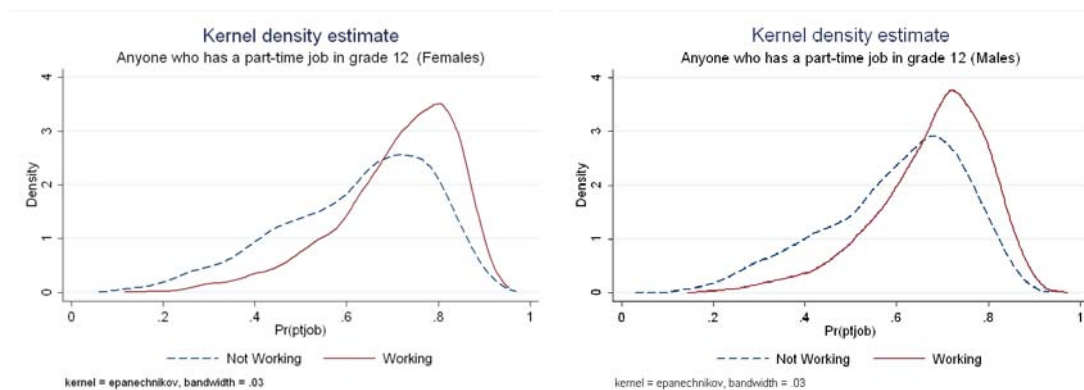 Kernel density estimate
Anyone who has a part-time job in grade 12 (Females)
4
3
2
1
0
Density
0
.2
.4
.6
.8
1
Pr(ptjob)
Not Working
Working
kernel = epanechnikov, bandwidth = .03
Kernel density estimate
Anyone who has a part-time job in grade 12 (Males)
4
3
2
1
0
Density
0
.2
.4
.6
.8
1
Pr(ptjob)
Not Working
Working
kernel = epanechnikov, bandwidth = .03